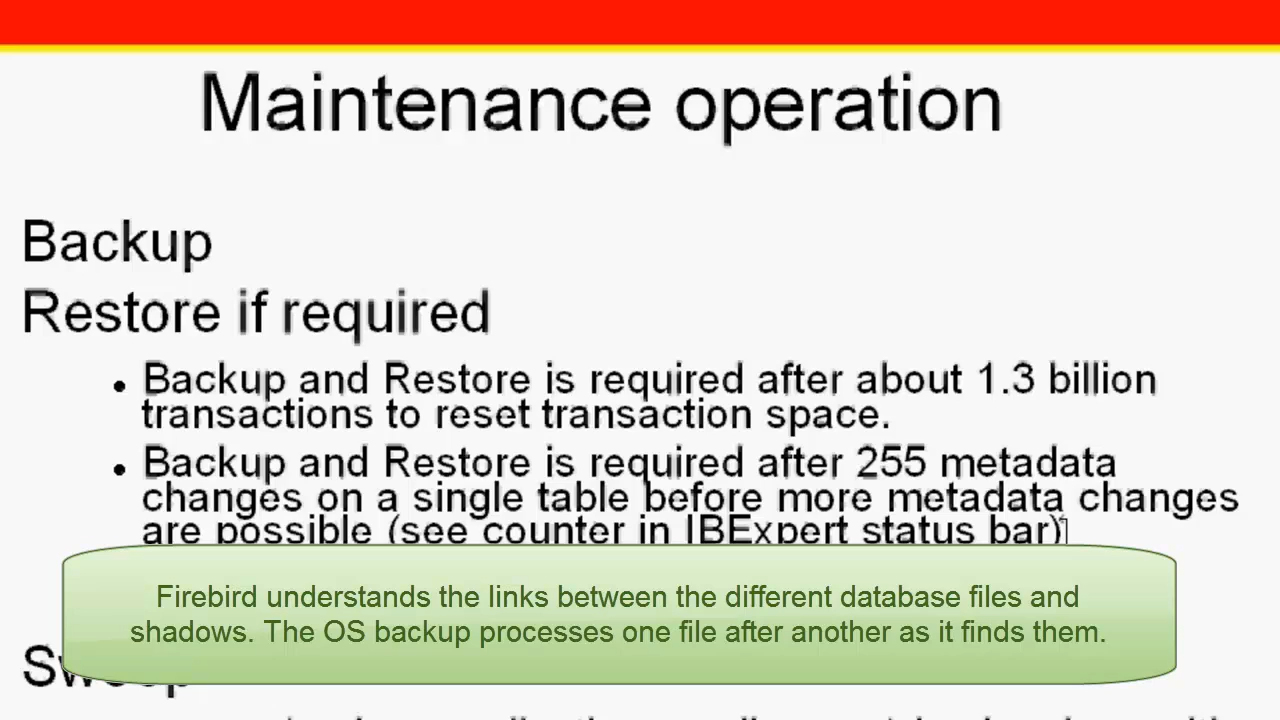 Maintenance operation
Backup
Restore if required
• Backup and Restore is required after about 1.3 billion
transactions to reset transaction space.
• Backup and Restore is required after 255 metadata
changes on a single table before more metadata changes
are possible (see counter in IBExpert status bar)
Firebird understands the links between the different database files and
shadows. The OS backup processes one file after another as it finds them.
Sweep